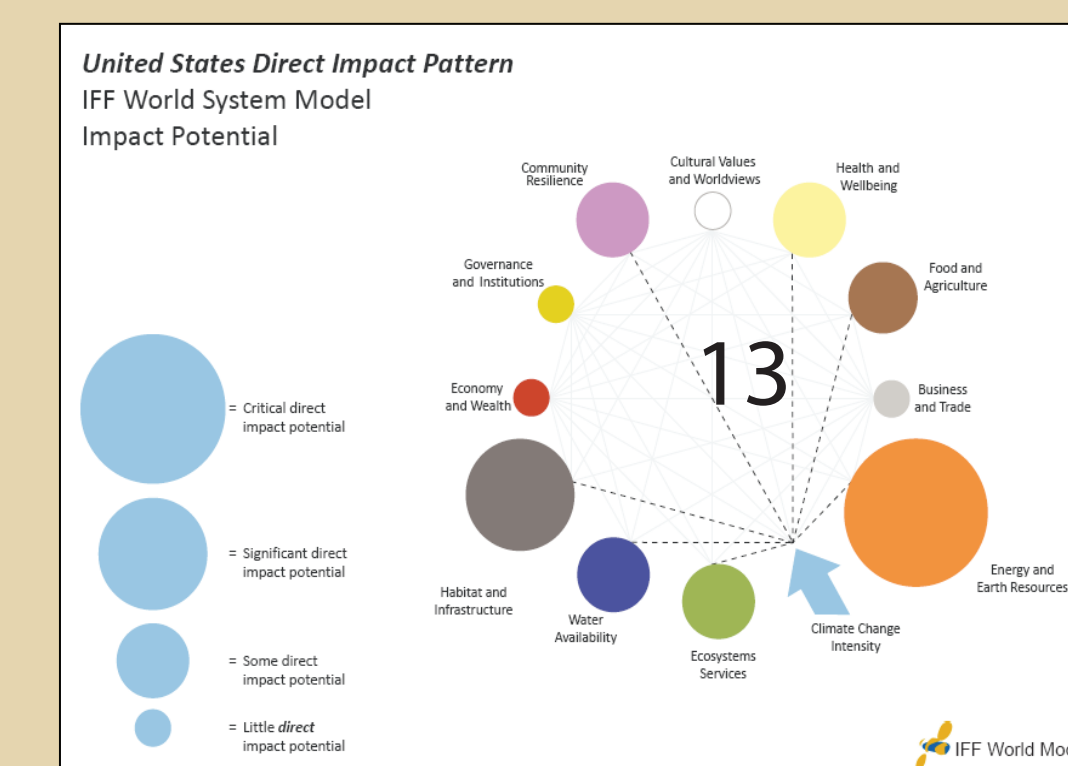 United States Direct Impact Pattern
IFF World System Model
Impact Potential
Community
Resilience
Cultural Values
and Worldviews
Health and
Wellbeing
Governance
and Institutions
Food and
Agriculture
13
Economy
and Wealth
Business
and Trade
= Critical direct
impact potential
= Significant direct
impact potential
Habitat and
Infrastructure
Water
Availability
Ecosystems
Services
Climate Change
Intensity
Energy and
Earth Resources
= Some direct
impact potential
= Little direct
impact potential
IFF World